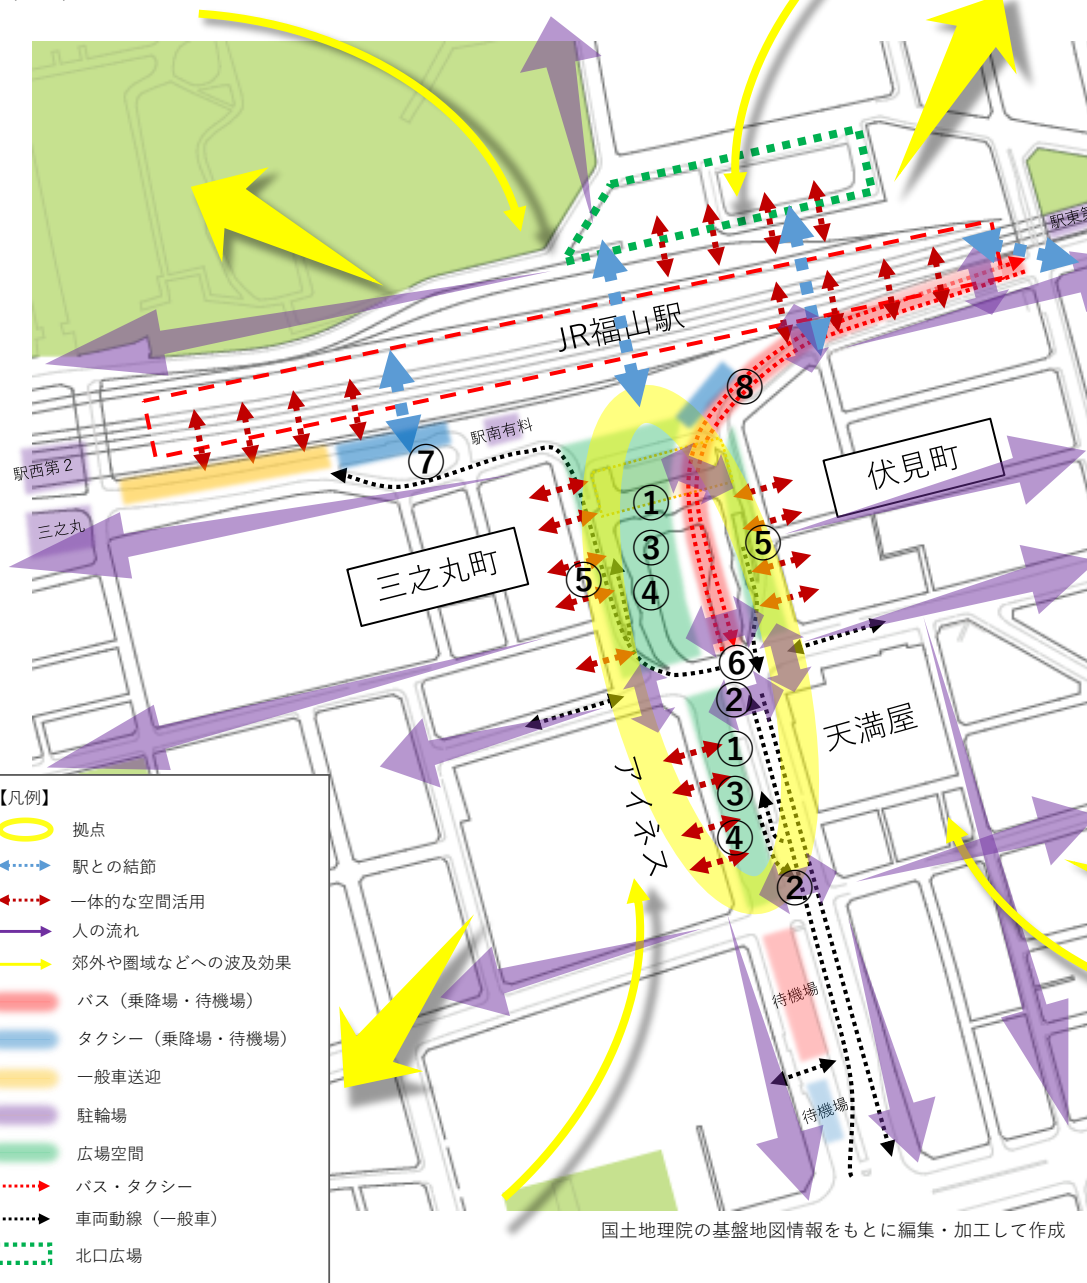 駅東第
JR福山駅
⑧
駅南有料
⑦
駅西第２
三之丸
伏見町
三之丸町
①
③
④
⑤
⑤
⑥
②
天満屋
①
③
④
②
アイネス
待機場
待機場
【凡例】
拠点
駅との結節
一体的な空間活用
人の流れ
郊外や圏域などへの波及効果
バス（乗降場・待機場）
タクシー（乗降場・待機場）
一般車送迎
駐輪場
広場空間
バス・タクシー
車両動線（一般車）
北口広場
国土地理院の基盤地図情報をもとに編集・加工して作成